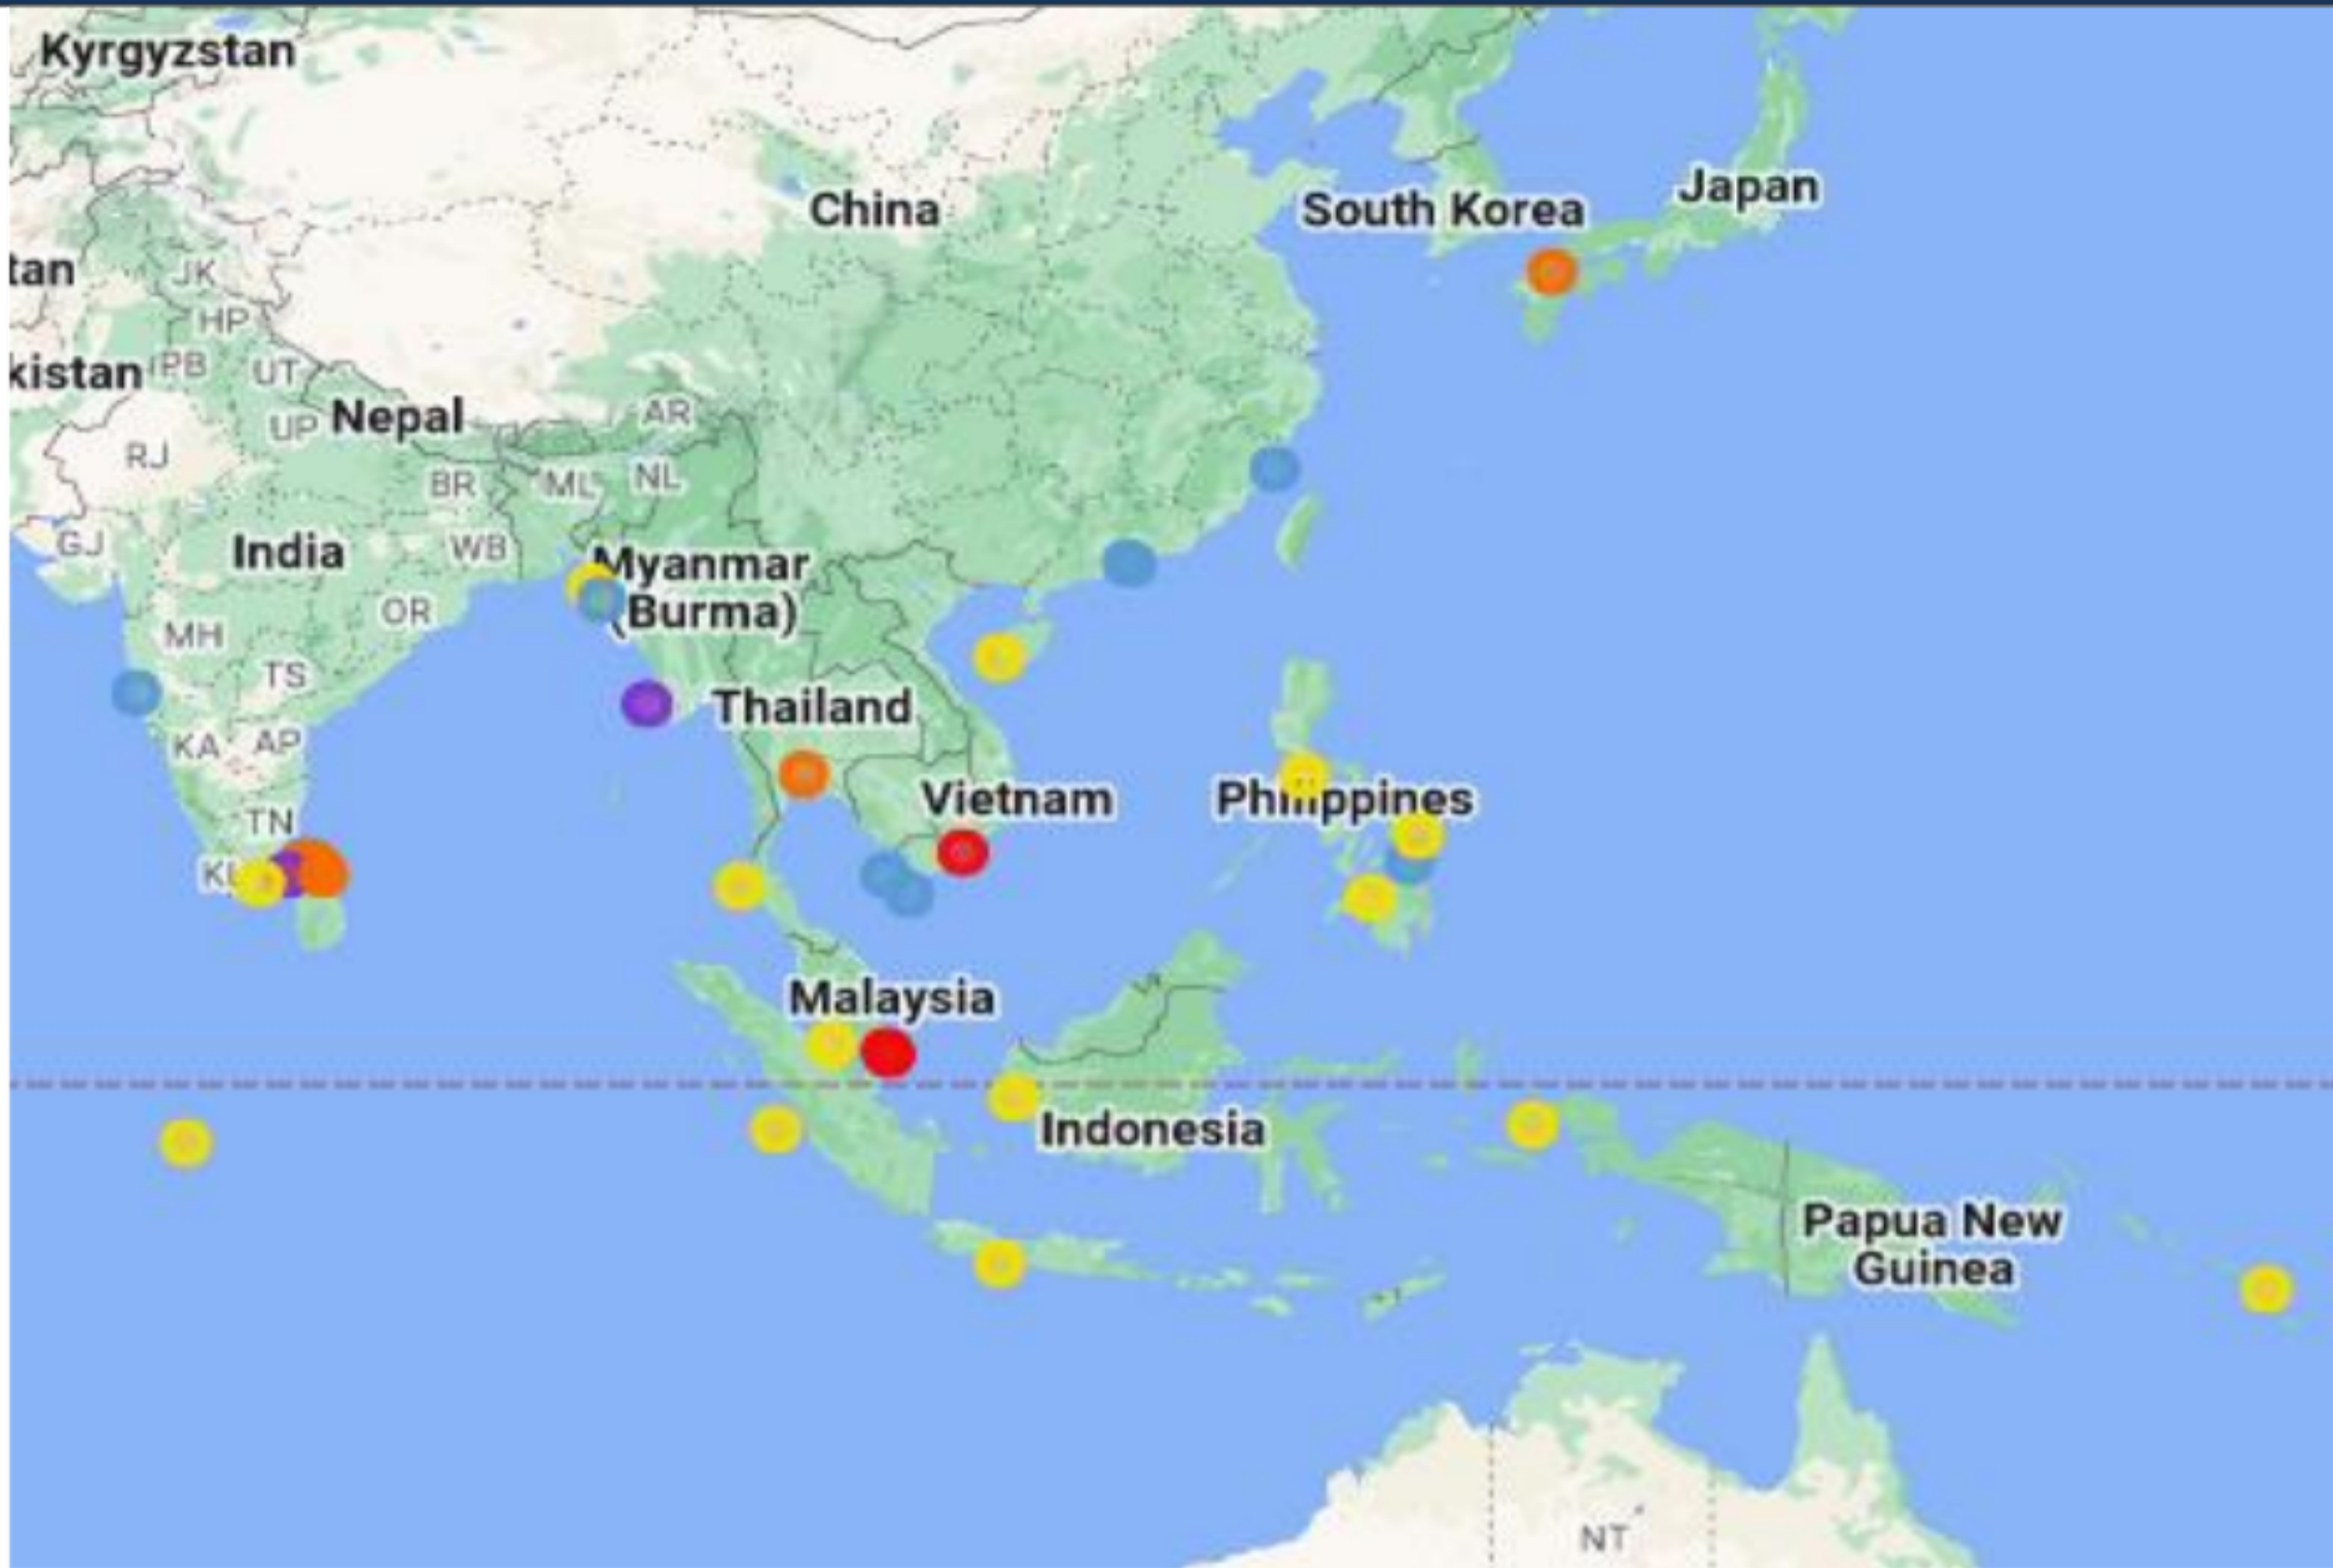 Kyrgyzstan
China
South Korea
Japan
tan
JK
HP
kistan
PB
UT
UP
Nepal
AR
RJ
BR
ML
NL
GJ
India
WB
Myanmar
(Burma)
OR
MH
TS
Thailand
KA
AP
Vietnam
Philippines
TN
KL
Malaysia
Indonesia
Papua New
Guinea
NT